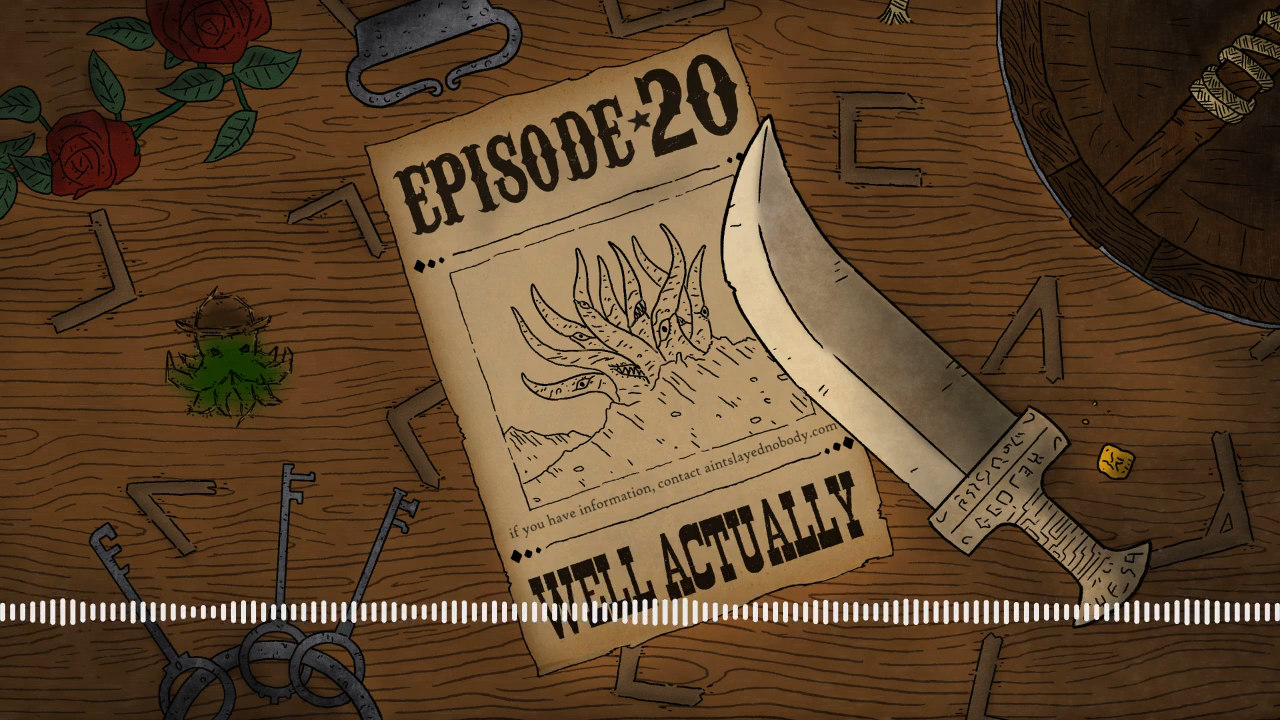 EPISODE★20
if you have information, contact aintslayednobody.com
WELL ACTUALLY